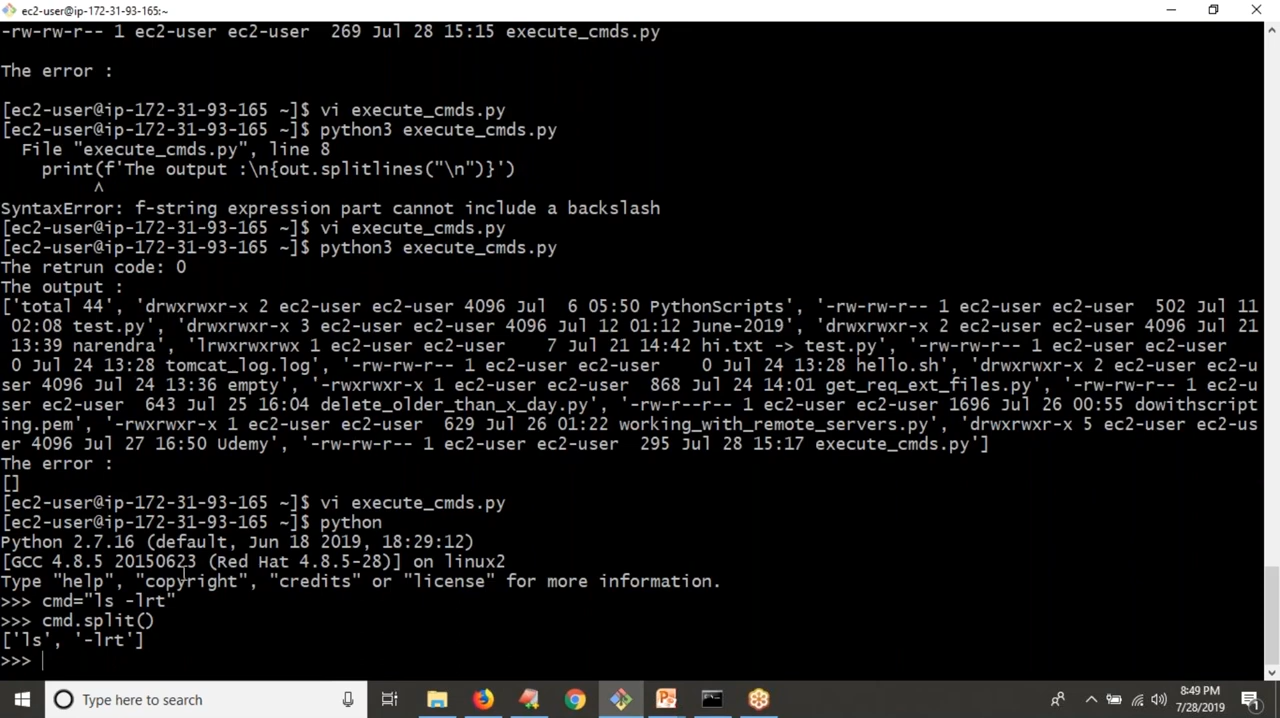 ec2-user@ip-172-31-93-165:~
-rw-rw-r-- 1 ec2-user ec2-user  269 Jul 28 15:15 execute_cmds.py
The error :
[ec2-user@ip-172-31-93-165 ~]$ vi execute_cmds.py
[ec2-user@ip-172-31-93-165 ~]$ python3 execute_cmds.py
  File "execute_cmds.py", line 8
    print(f'The output :\n{out.splitlines("\n")}')
         ^
SyntaxError: f-string expression part cannot include a backslash
[ec2-user@ip-172-31-93-165 ~]$ vi execute_cmds.py
[ec2-user@ip-172-31-93-165 ~]$ python3 execute_cmds.py
The retrun code: 0
The output :
['total 44', 'drwxrwxr-x 2 ec2-user ec2-user 4096 Jul  6 05:50 PythonScripts', '-rw-rw-r-- 1 ec2-user ec2-user  502 Jul 11
02:08 test.py', 'drwxrwxr-x 3 ec2-user ec2-user 4096 Jul 12 01:12 June-2019', 'drwxrwxr-x 2 ec2-user ec2-user 4096 Jul 21
13:39 narendra', 'lrwxrwxrwx 1 ec2-user ec2-user    7 Jul 21 14:42 hi.txt -> test.py', '-rw-rw-r-- 1 ec2-user ec2-user
0 Jul 24 13:28 tomcat_log.log', '-rw-rw-r-- 1 ec2-user ec2-user    0 Jul 24 13:28 hello.sh', 'drwxrwxr-x 2 ec2-user ec2-u
ser 4096 Jul 24 13:36 empty', '-rwxrwxr-x 1 ec2-user ec2-user  868 Jul 24 14:01 get_req_ext_files.py', '-rwxrwxr-x 1 ec2-u
ser ec2-user  643 Jul 25 16:04 delete_older_than_x_day.py', '-rw-r--r-- 1 ec2-user ec2-user 1696 Jul 26 00:55 dowithscript
ing.pem', '-rwxrwxr-x 1 ec2-user ec2-user  629 Jul 26 01:22 working_with_remote_servers.py', 'drwxrwxr-x 5 ec2-user ec2-us
er 4096 Jul 27 16:50 Udemy', '-rw-rw-r-- 1 ec2-user ec2-user  295 Jul 28 15:17 execute_cmds.py']
The error :
[]
[ec2-user@ip-172-31-93-165 ~]$ vi execute_cmds.py
[ec2-user@ip-172-31-93-165 ~]$ python
Python 2.7.16 (default, Jun 18 2019, 18:29:12)
[GCC 4.8.5 20150623 (Red Hat 4.8.5-28)] on linux2
Type "help", "copyright", "credits" or "license" for more information.
>>> cmd="ls -lrt"
>>> cmd.split()
['ls', '-lrt']
>>>
Type here to search
8:49 PM
7/28/2019
1